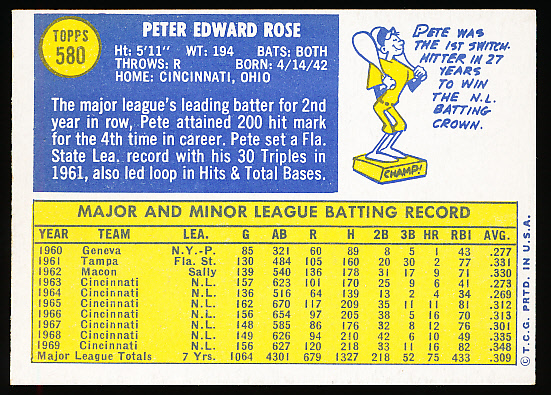 TOPPS
580
PETER EDWARD ROSE
Ht: 5'11" WT: 194 BATS: BOTH
THROWS: R BORN: 4/14/42
HOME: CINCINNATI, OHIO
The major league's leading batter for 2nd
year in row, Pete attained 200 hit mark
for the 4th time in career. Pete set a Fla.
State Lea. record with his 30 Triples in
1961, also led loop in Hits & Total Bases.
PETE WAS
THE 1ST SWITCH-
HITTER IN 27
YEARS
TO WIN
THE N.L.
BATTING
CROWN.
CHAMP!
MAJOR AND MINOR LEAGUE BATTING RECORD
YEAR TEAM LEA. G AB R H 2B 3B HR RBI AVG.
1960 Geneva N.Y.-P. 85 321 60 89 8 5 1 43 .277
1961 Tampa Fla. St. 130 484 105 160 20 30 2 77 .331
1962 Macon Sally 139 540 136 178 31 17 9 71 .330
1963 Cincinnati N.L. 157 623 101 170 25 9 6 41 .273
1964 Cincinnati N.L. 136 516 64 139 13 2 4 34 .269
1965 Cincinnati N.L. 162 670 117 209 35 11 11 81 .312
1966 Cincinnati N.L. 156 654 97 205 38 5 16 70 .313
1967 Cincinnati N.L. 148 585 86 176 32 8 12 76 .301
1968 Cincinnati N.L. 149 626 94 210 42 6 10 49 .335
1969 Cincinnati N.L. 156 627 120 218 33 11 16 82 .348
Major League Totals 7 Yrs. 1064 4301 679 1327 218 52 75 433 .309
© T.C.G. PRTD. IN U.S.A.